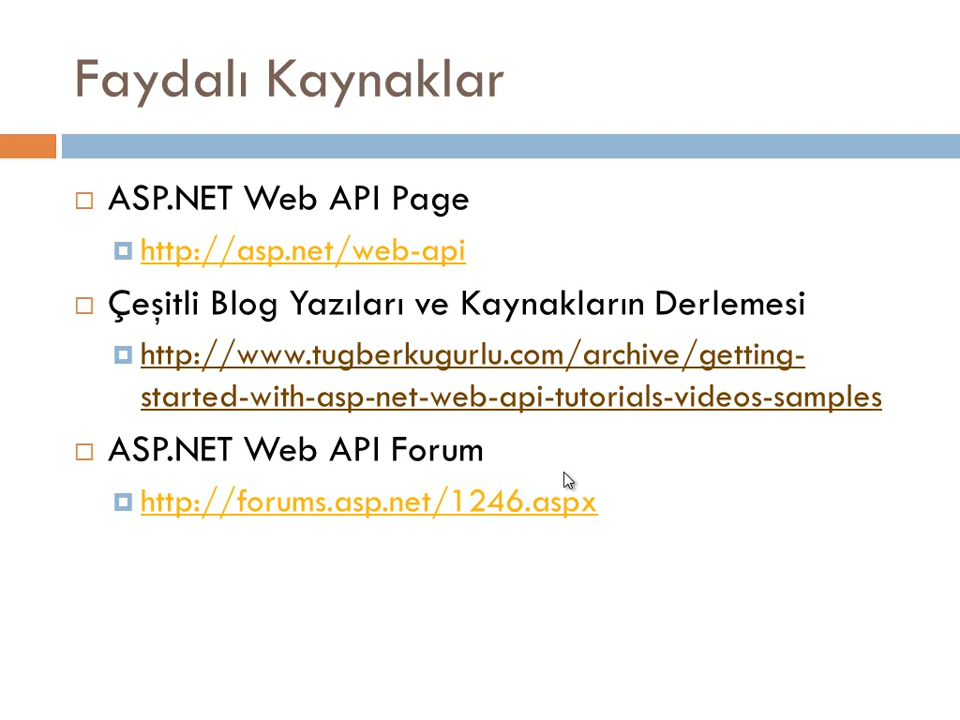 Faydalı Kaynaklar
ASP.NET Web API Page
http://asp.net/web-api
Çeşitli Blog Yazıları ve Kaynakların Derlemesi
http://www.tugberkugurlu.com/archive/getting-
started-with-asp-net-web-api-tutorials-videos-samples
ASP.NET Web API Forum
http://forums.asp.net/1246.aspx